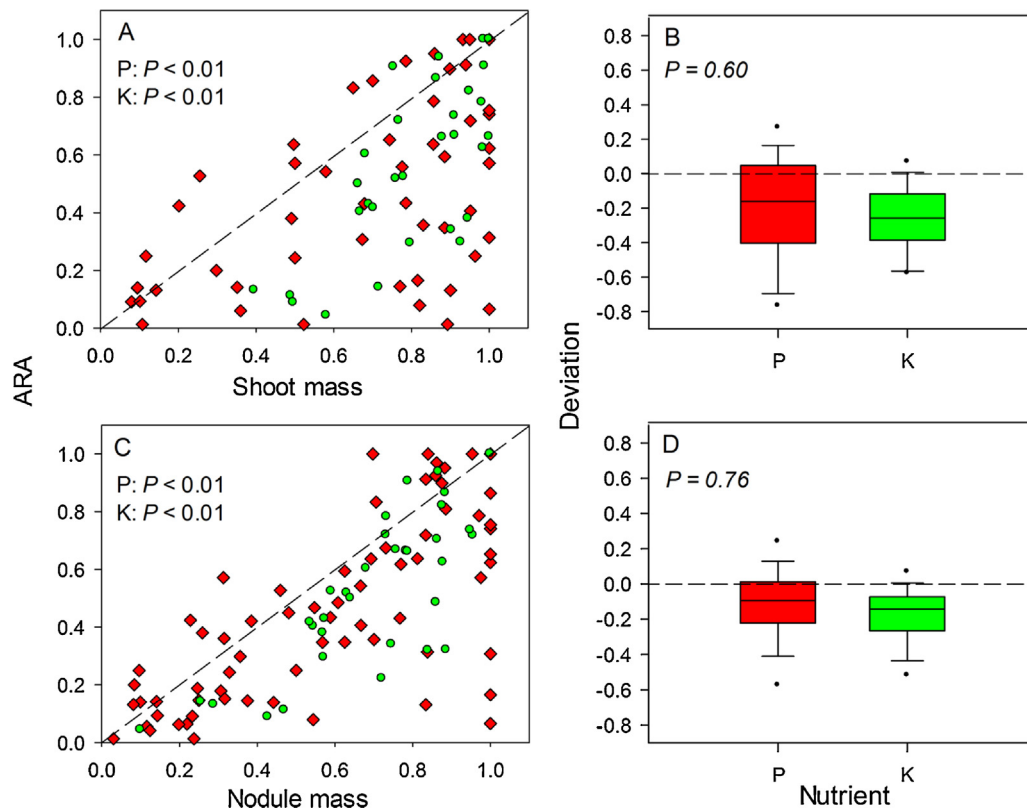 A
P: P < 0.01
K: P < 0.01
1.0
0.8
0.6
0.4
0.2
0.0
0.0 0.2 0.4 0.6 0.8 1.0
Shoot mass
B
P = 0.60
0.8
0.6
0.4
0.2
0.0
-0.2
-0.4
-0.6
-0.8
P K
ARA
Deviation
C
P: P < 0.01
K: P < 0.01
1.0
0.8
0.6
0.4
0.2
0.0
0.0 0.2 0.4 0.6 0.8 1.0
Nodule mass
D
P = 0.76
0.8
0.6
0.4
0.2
0.0
-0.2
-0.4
-0.6
-0.8
P K
Nutrient